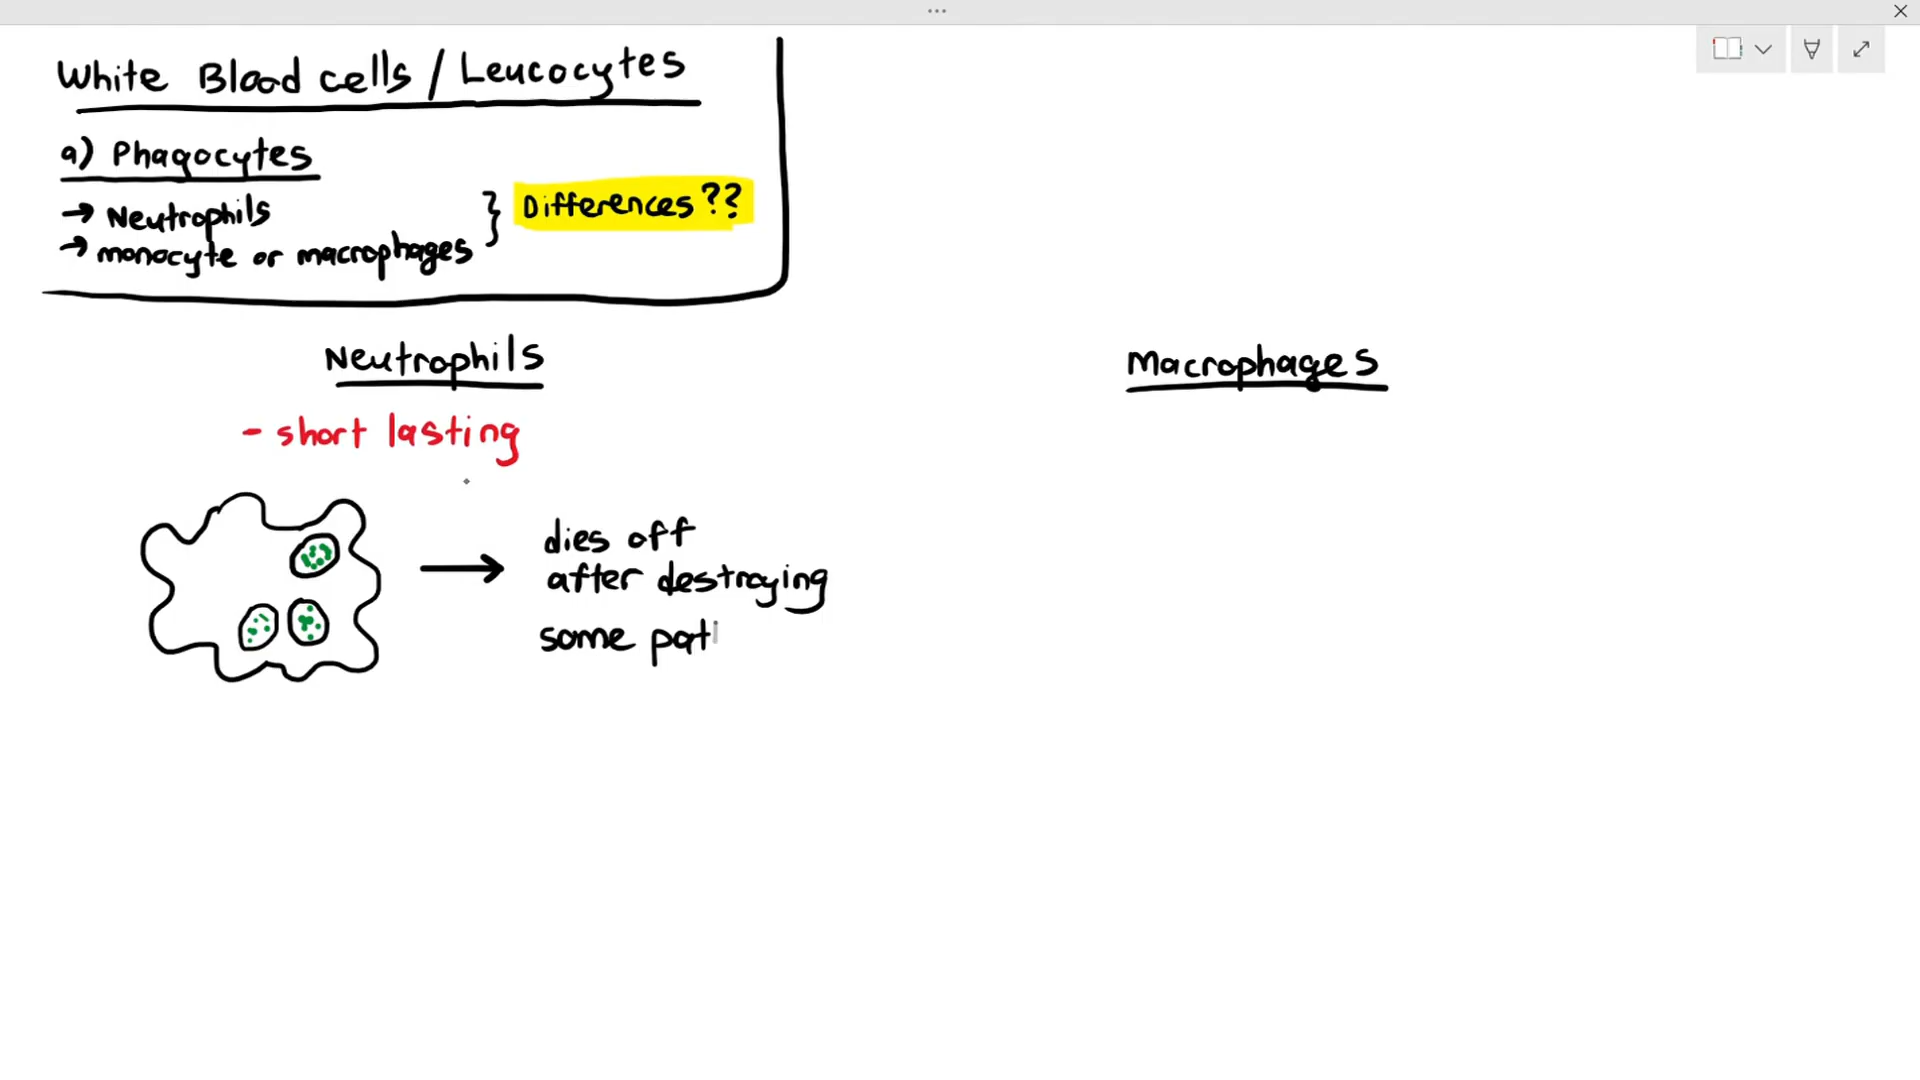 White Blood cells / Leucocytes
a) Phagocytes
→ Neutrophils
→ monocyte or macrophages
} Differences??
Neutrophils
Macrophages
- short lasting
→ dies off
after destroying
some pat